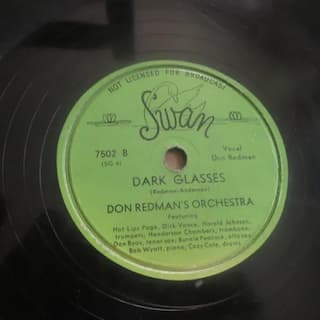 NOT LICENSED FOR BROADCAST
Swan
7502 B
(SG 4)
Vocal
Don Redman
DARK GLASSES
(Redman-Anderson)
DON REDMAN'S ORCHESTRA
Featuring
Hot Lips Page, Dick Vance, Harold Johnson,
trumpets; Henderson Chambers, trombone;
Don Byas, tenor sax; Burnie Peacock, alto sax;
Bob Wyatt, piano; Cozy Cole, drums